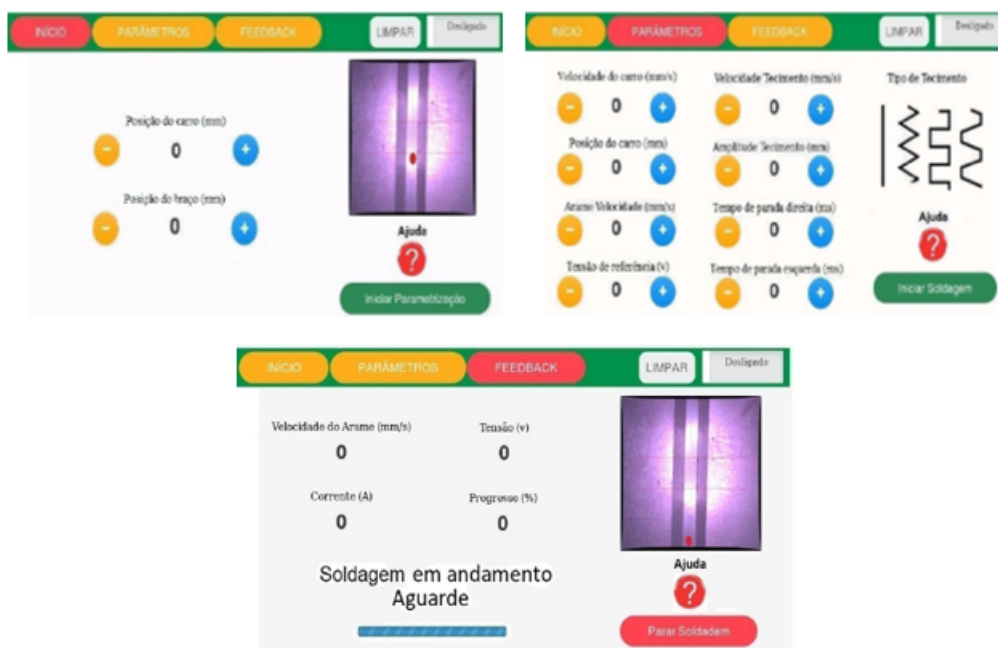 INÍCIO PARÂMETROS FEEDBACK LIMPAR Desligado
Posição do carro (mm)
- 0 +
Posição do braço (mm)
- 0 +
Ajuda
?
Iniciar Parametrização
INÍCIO PARÂMETROS FEEDBACK LIMPAR Desligado
Velocidade do carro (mm/s) Velocidade Tecimento (mm/s) Tipo de Tecimento
- 0 + - 0 +
Posição do carro (mm) Amplitude Tecimento (mm)
- 0 + - 0 +
Arame Velocidade (mm/s) Tempo de parada direita (ms) Ajuda
- 0 + - 0 + ?
Tensão de referência (v) Tempo de parada esquerda (ms)
- 0 + - 0 + Iniciar Soldagem
INÍCIO PARÂMETROS FEEDBACK LIMPAR Desligado
Velocidade do Arame (mm/s) Tensão (v)
0 0
Corrente (A) Progresso (%)
0 0
Soldagem em andamento
Aguarde
Ajuda
?
Parar Soldadem